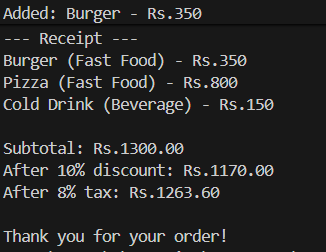 Added: Burger - Rs.350
--- Receipt ---
Burger (Fast Food) - Rs.350
Pizza (Fast Food) - Rs.800
Cold Drink (Beverage) - Rs.150
Subtotal: Rs.1300.00
After 10% discount: Rs.1170.00
After 8% tax: Rs.1263.60
Thank you for your order!